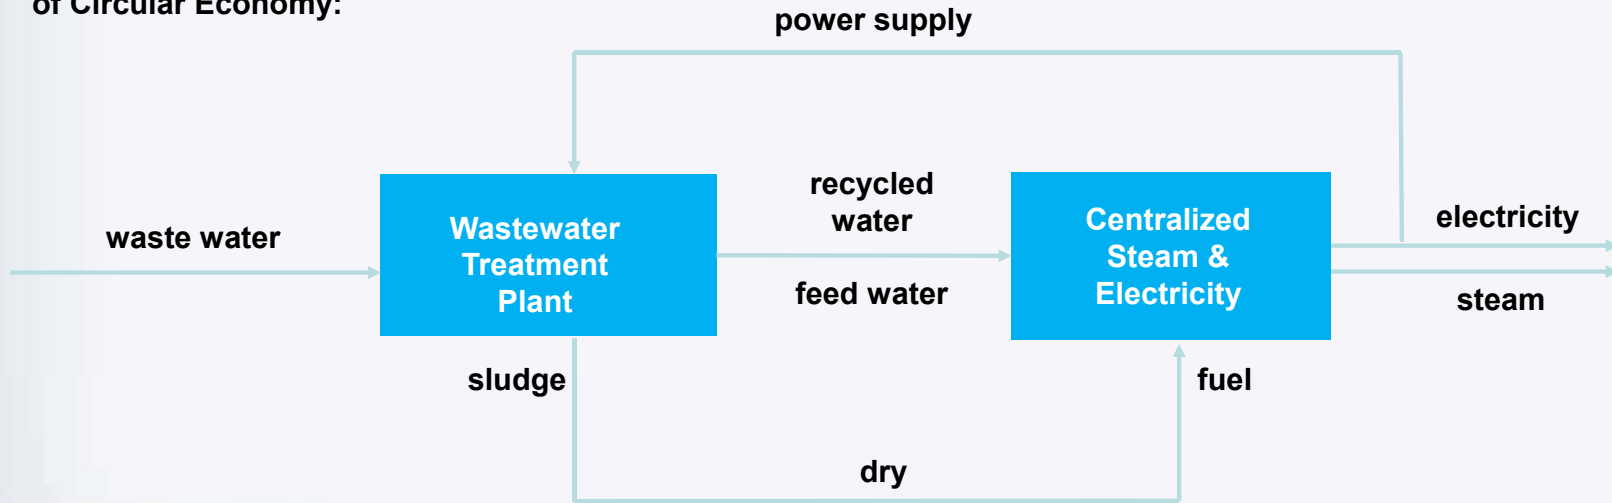 of Circular Economy:
power supply
waste water
Wastewater
Treatment
Plant
recycled
water
feed water
Centralized
Steam &
Electricity
electricity
steam
sludge
fuel
dry